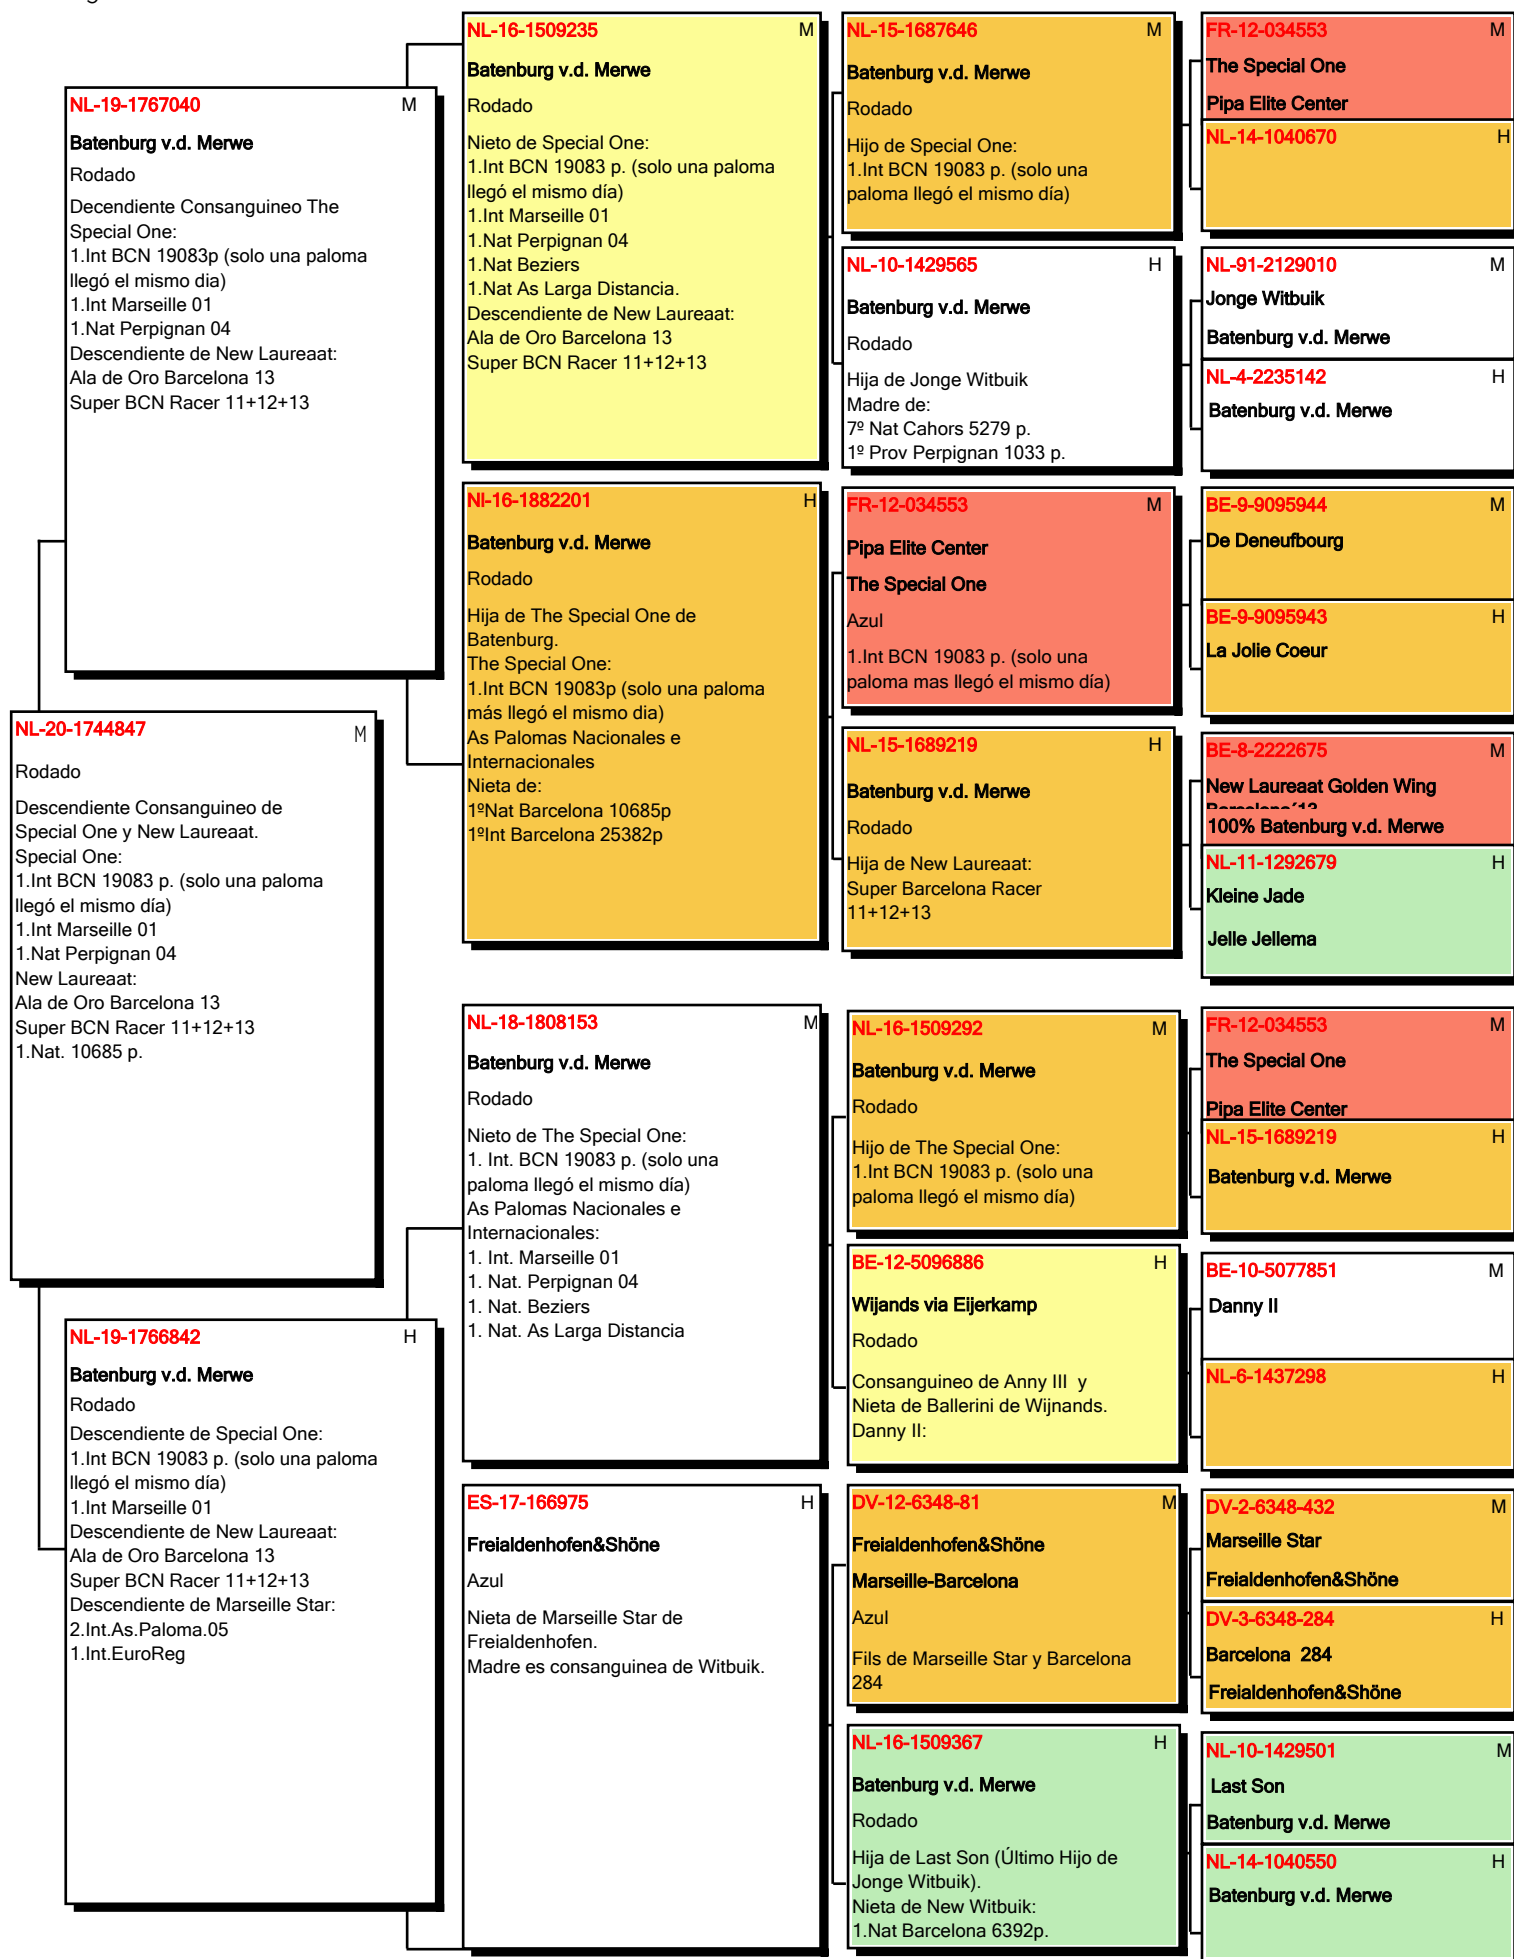 NL-20-1744847 M
Rodado
Descendiente Consanguineo de
Special One y New Laureaat.
Special One:
1.Int BCN 19083 p. (solo una paloma
llegó el mismo día)
1.Int Marseille 01
1.Nat Perpignan 04
New Laureaat:
Ala de Oro Barcelona 13
Super BCN Racer 11+12+13
1.Nat. 10685 p.
NL-19-1767040 M
Batenburg v.d. Merwe
Rodado
Decendiente Consanguineo The
Special One:
1.Int BCN 19083p (solo una paloma
llegó el mismo dia)
1.Int Marseille 01
1.Nat Perpignan 04
Descendiente de New Laureaat:
Ala de Oro Barcelona 13
Super BCN Racer 11+12+13
NL-19-1766842 H
Batenburg v.d. Merwe
Rodado
Descendiente de Special One:
1.Int BCN 19083 p. (solo una paloma
llegó el mismo día)
1.Int Marseille 01
Descendiente de New Laureaat:
Ala de Oro Barcelona 13
Super BCN Racer 11+12+13
Descendiente de Marseille Star:
2.Int.As.Paloma.05
1.Int.EuroReg
NL-16-1509235 M
Batenburg v.d. Merwe
Rodado
Nieto de Special One:
1.Int BCN 19083 p. (solo una paloma
llegó el mismo día)
1.Int Marseille 01
1.Nat Perpignan 04
1.Nat Beziers
1.Nat As Larga Distancia.
Descendiente de New Laureaat:
Ala de Oro Barcelona 13
Super BCN Racer 11+12+13
NI-16-1882201 H
Batenburg v.d. Merwe
Rodado
Hija de The Special One de
Batenburg.
The Special One:
1.Int BCN 19083p (solo una paloma
más llegó el mismo dia)
As Palomas Nacionales e
Internacionales
Nieta de:
1ºNat Barcelona 10685p
1ºInt Barcelona 25382p
NL-18-1808153 M
Batenburg v.d. Merwe
Rodado
Nieto de The Special One:
1. Int. BCN 19083 p. (solo una
paloma llegó el mismo día)
As Palomas Nacionales e
Internacionales:
1. Int. Marseille 01
1. Nat. Perpignan 04
1. Nat. Beziers
1. Nat. As Larga Distancia
ES-17-166975 H
Freialdenhofen&Shöne
Azul
Nieta de Marseille Star de
Freialdenhofen.
Madre es consanguinea de Witbuik.
NL-15-1687646 M
Batenburg v.d. Merwe
Rodado
Hijo de Special One:
1.Int BCN 19083 p. (solo una
paloma llegó el mismo día)
NL-10-1429565 H
Batenburg v.d. Merwe
Rodado
Hija de Jonge Witbuik
Madre de:
7º Nat Cahors 5279 p.
1º Prov Perpignan 1033 p.
FR-12-034553 M
Pipa Elite Center
The Special One
Azul
1.Int BCN 19083 p. (solo una
paloma mas llegó el mismo día)
NL-15-1689219 H
Batenburg v.d. Merwe
Rodado
Hija de New Laureaat:
Super Barcelona Racer
11+12+13
NL-16-1509292 M
Batenburg v.d. Merwe
Rodado
Hijo de The Special One:
1.Int BCN 19083 p. (solo una
paloma llegó el mismo día)
BE-12-5096886 H
Wijands via Eijerkamp
Rodado
Consanguineo de Anny III y
Nieta de Ballerini de Wijnands.
Danny II:
DV-12-6348-81 M
Freialdenhofen&Shöne
Marseille-Barcelona
Azul
Fils de Marseille Star y Barcelona
284
NL-16-1509367 H
Batenburg v.d. Merwe
Rodado
Hija de Last Son (Último Hijo de
Jonge Witbuik).
Nieta de New Witbuik:
1.Nat Barcelona 6392p.
FR-12-034553 M
The Special One
Pipa Elite Center
NL-14-1040670 H
NL-91-2129010 M
Jonge Witbuik
Batenburg v.d. Merwe
NL-4-2235142 H
Batenburg v.d. Merwe
BE-9-9095944 M
De Deneufbourg
BE-9-9095943 H
La Jolie Coeur
BE-8-2222675 M
New Laureaat Golden Wing
Barcelona´13
100% Batenburg v.d. Merwe
NL-11-1292679 H
Kleine Jade
Jelle Jellema
FR-12-034553 M
The Special One
Pipa Elite Center
NL-15-1689219 H
Batenburg v.d. Merwe
BE-10-5077851 M
Danny II
NL-6-1437298 H
DV-2-6348-432 M
Marseille Star
Freialdenhofen&Shöne
DV-3-6348-284 H
Barcelona 284
Freialdenhofen&Shöne
NL-10-1429501 M
Last Son
Batenburg v.d. Merwe
NL-14-1040550 H
Batenburg v.d. Merwe